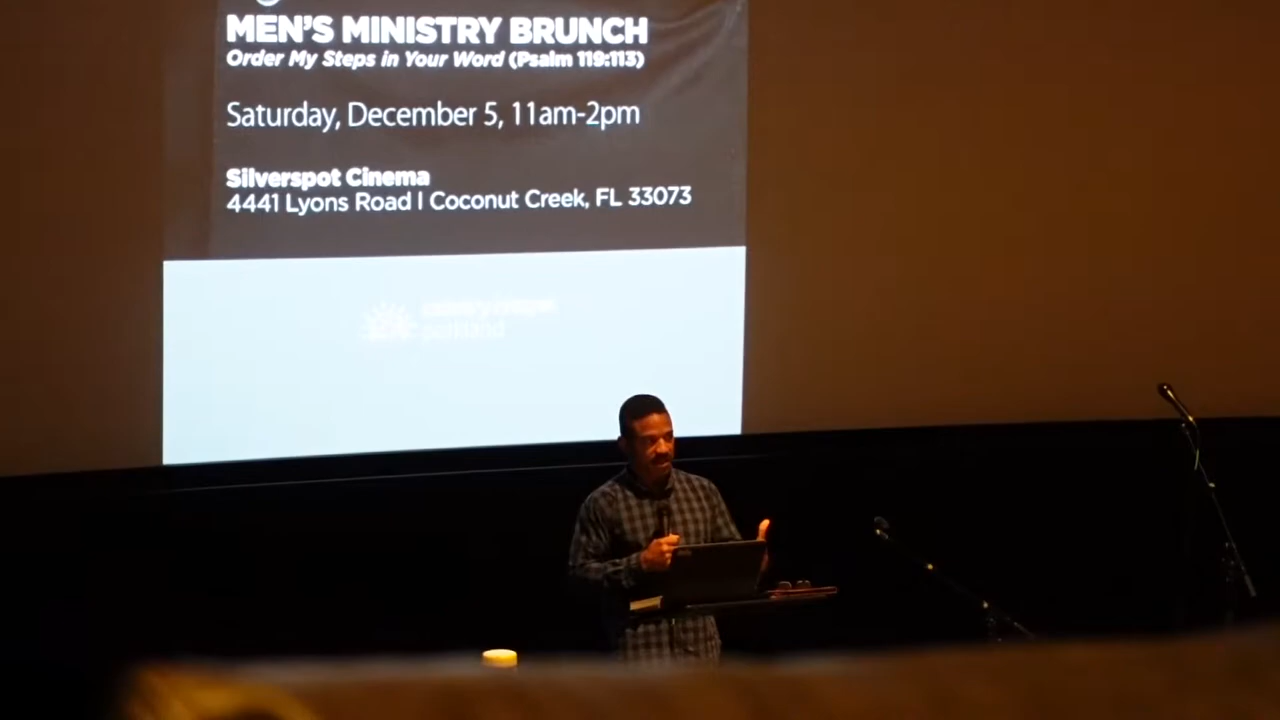 MEN'S MINISTRY BRUNCH
Order My Steps in Your Word (Psalm 119:113)
Saturday, December 5, 11am-2pm
Silverspot Cinema
4441 Lyons Road | Coconut Creek, FL 33073